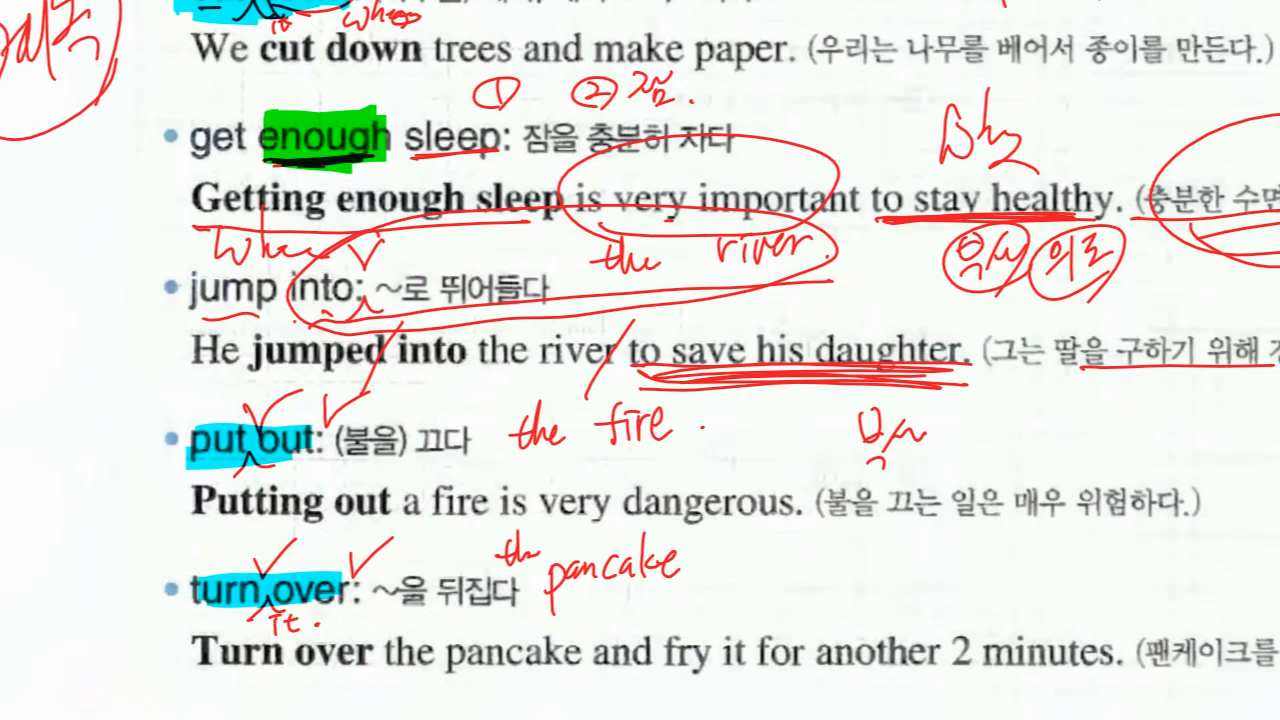 We cut down trees and make paper. (우리는 나무를 베어서 종이를 만든다.)
① ② 잠.
• get enough sleep: 잠을 충분히 자다
Getting enough sleep is very important to stay healthy. (충분한 수면
the river.
부사 의로
• jump into: ~로 뛰어들다
He jumped into the river to save his daughter. (그는 딸을 구하기 위해
• put out: (불을) 끄다
the fire.
Putting out a fire is very dangerous. (불을 끄는 일은 매우 위험하다.)
the pancake
• turn over: ~을 뒤집다
it.
Turn over the pancake and fry it for another 2 minutes. (팬케이크를